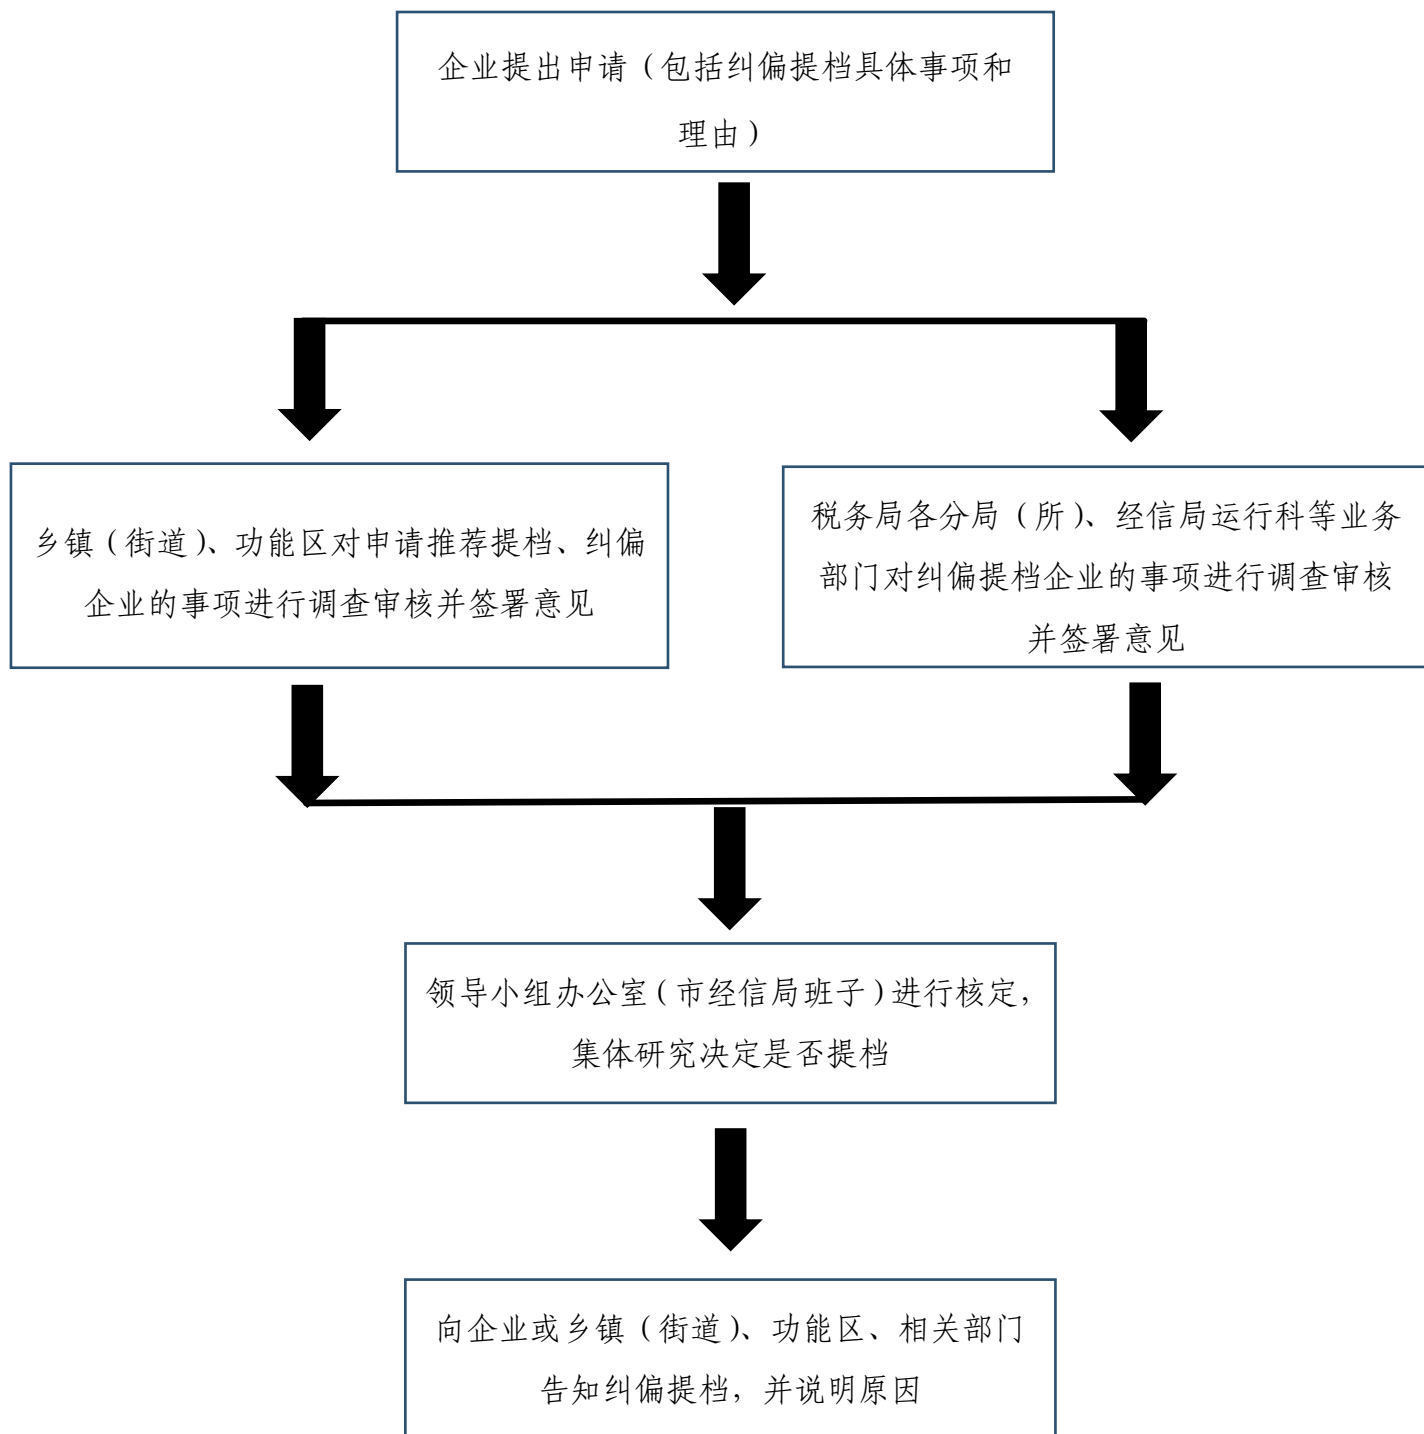 企业提出申请（包括纠偏提档具体事项和
理由）
乡镇（街道）、功能区对申请推荐提档、纠偏
企业的事项进行调查审核并签署意见
税务局各分局（所）、经信局运行科等业务
部门对纠偏提档企业的事项进行调查审核
并签署意见
领导小组办公室（市经信局班子）进行核定，
集体研究决定是否提档
向企业或乡镇（街道）、功能区、相关部门
告知纠偏提档，并说明原因